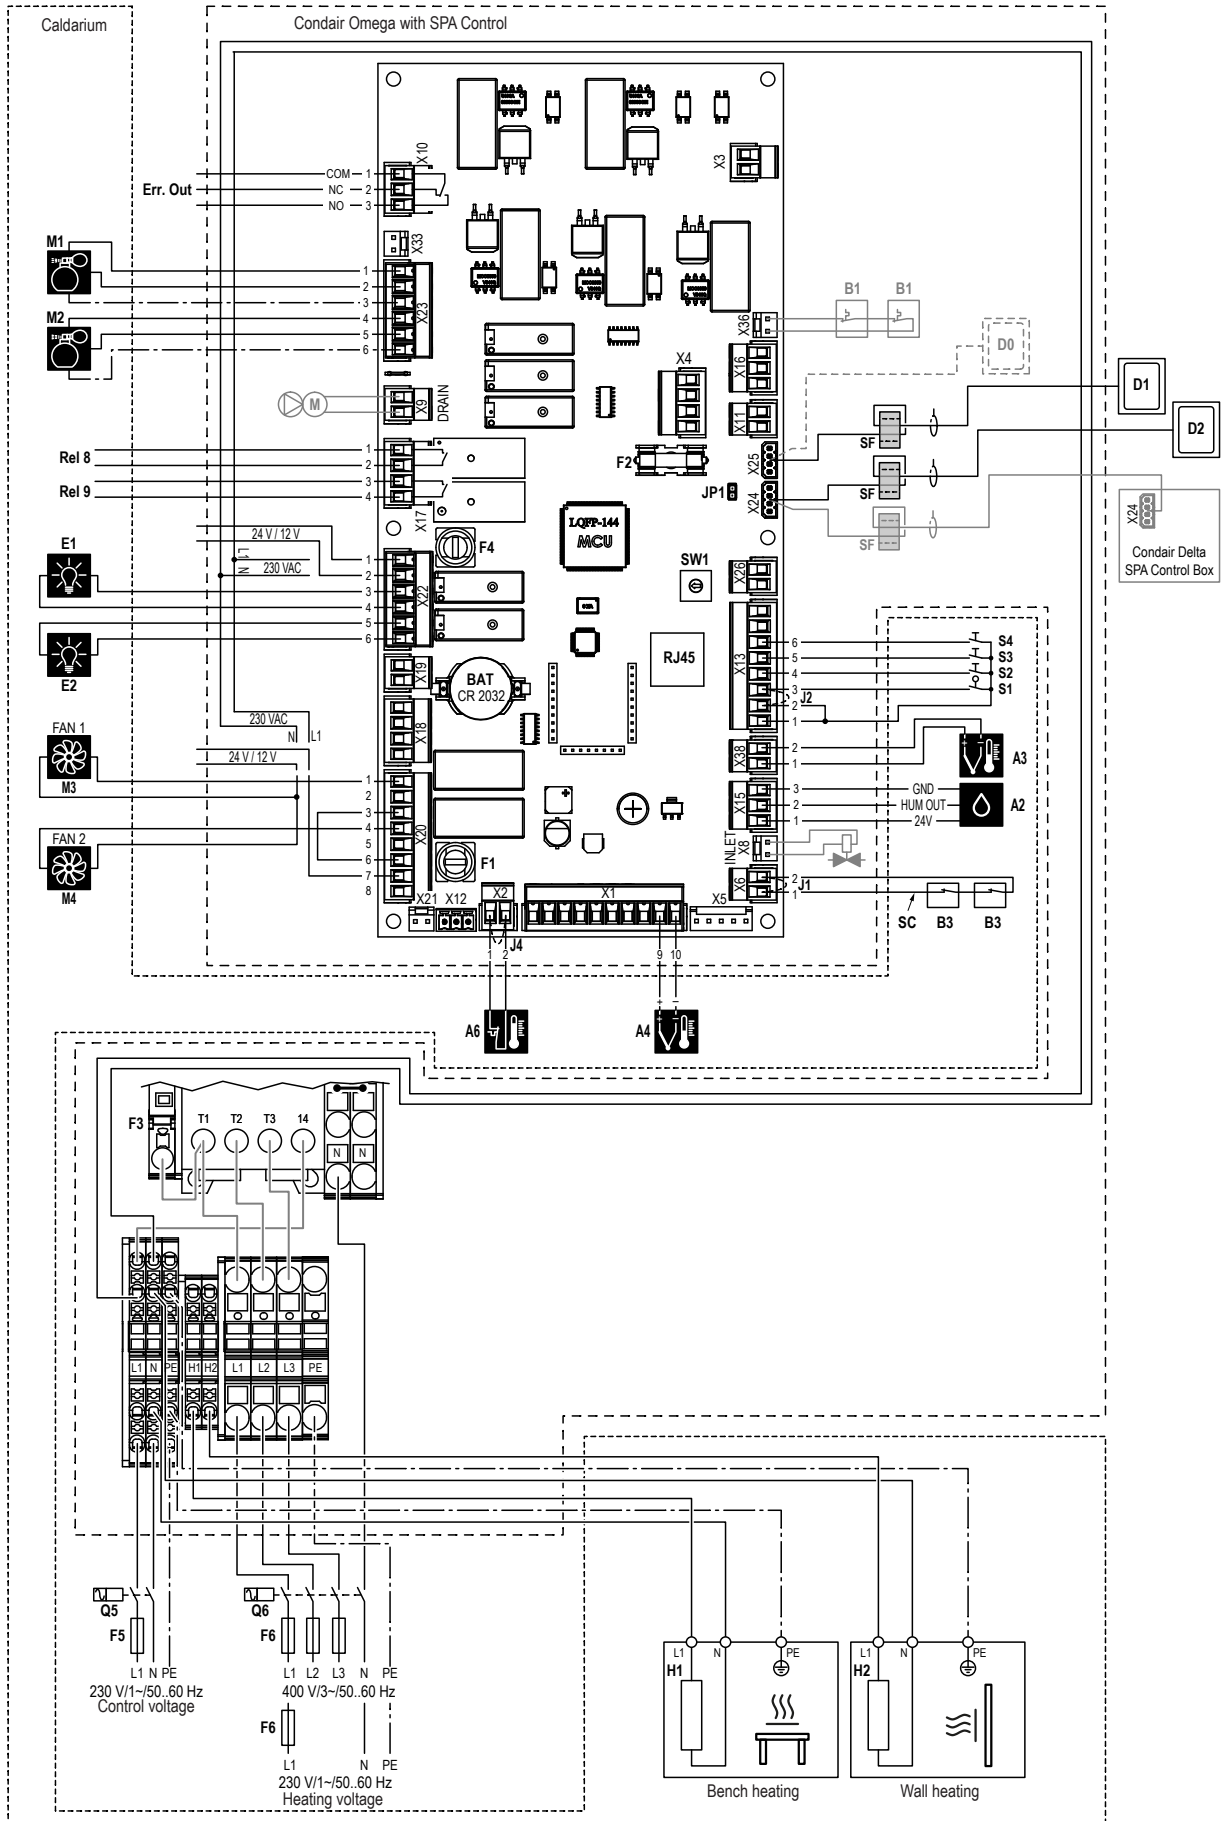 Caldarium
Condair Omega with SPA Control
X10
COM 1
Err. Out NC 2
NO 3
X3
X33
M1
1
2
3
M2
4
5
6
X23
X36
B1 B1
D0
X16
X4
M
X9
DRAIN
X11
D1
D2
SF
X25
F2
JP1
X24
SF
SF
X24
Condair Delta
SPA Control Box
Rel 8
1
2
Rel 9
3
4
X17
LQFP-144
MCU
24 V / 12 V
L1
N
230 VAC
F4
SW1
X26
E1
1
2
3
4
5
6
X22
E2
RJ45
X13
6 S4
5 S3
4 S2
3 S1
2 J2
1
X19
BAT
CR 2032
230 VAC
N L1
24 V / 12 V
X18
FAN 1
M3
X38
2
1
A3
X15
3 GND
2 HUM OUT
1 24V
A2
1
2
3
4
5
6
7
8
X20
FAN 2
M4
INLET
X8
F1
X6
2
1
J1
SC B3 B3
X21 X12 X2 X1 X5
J4
1 2
9 10
+ −
A6
A4
F3
T1 T2 T3 14
N N
L1 N PE H1 H2 L1 L2 L3 PE
Q5
Q6
F5
F6
L1 N PE
230 V/1~/50..60 Hz
Control voltage
L1 L2 L3 N PE
400 V/3~/50..60 Hz
F6
L1 N PE
230 V/1~/50..60 Hz
Heating voltage
L1 N PE
H1
Bench heating
L1 N PE
H2
Wall heating